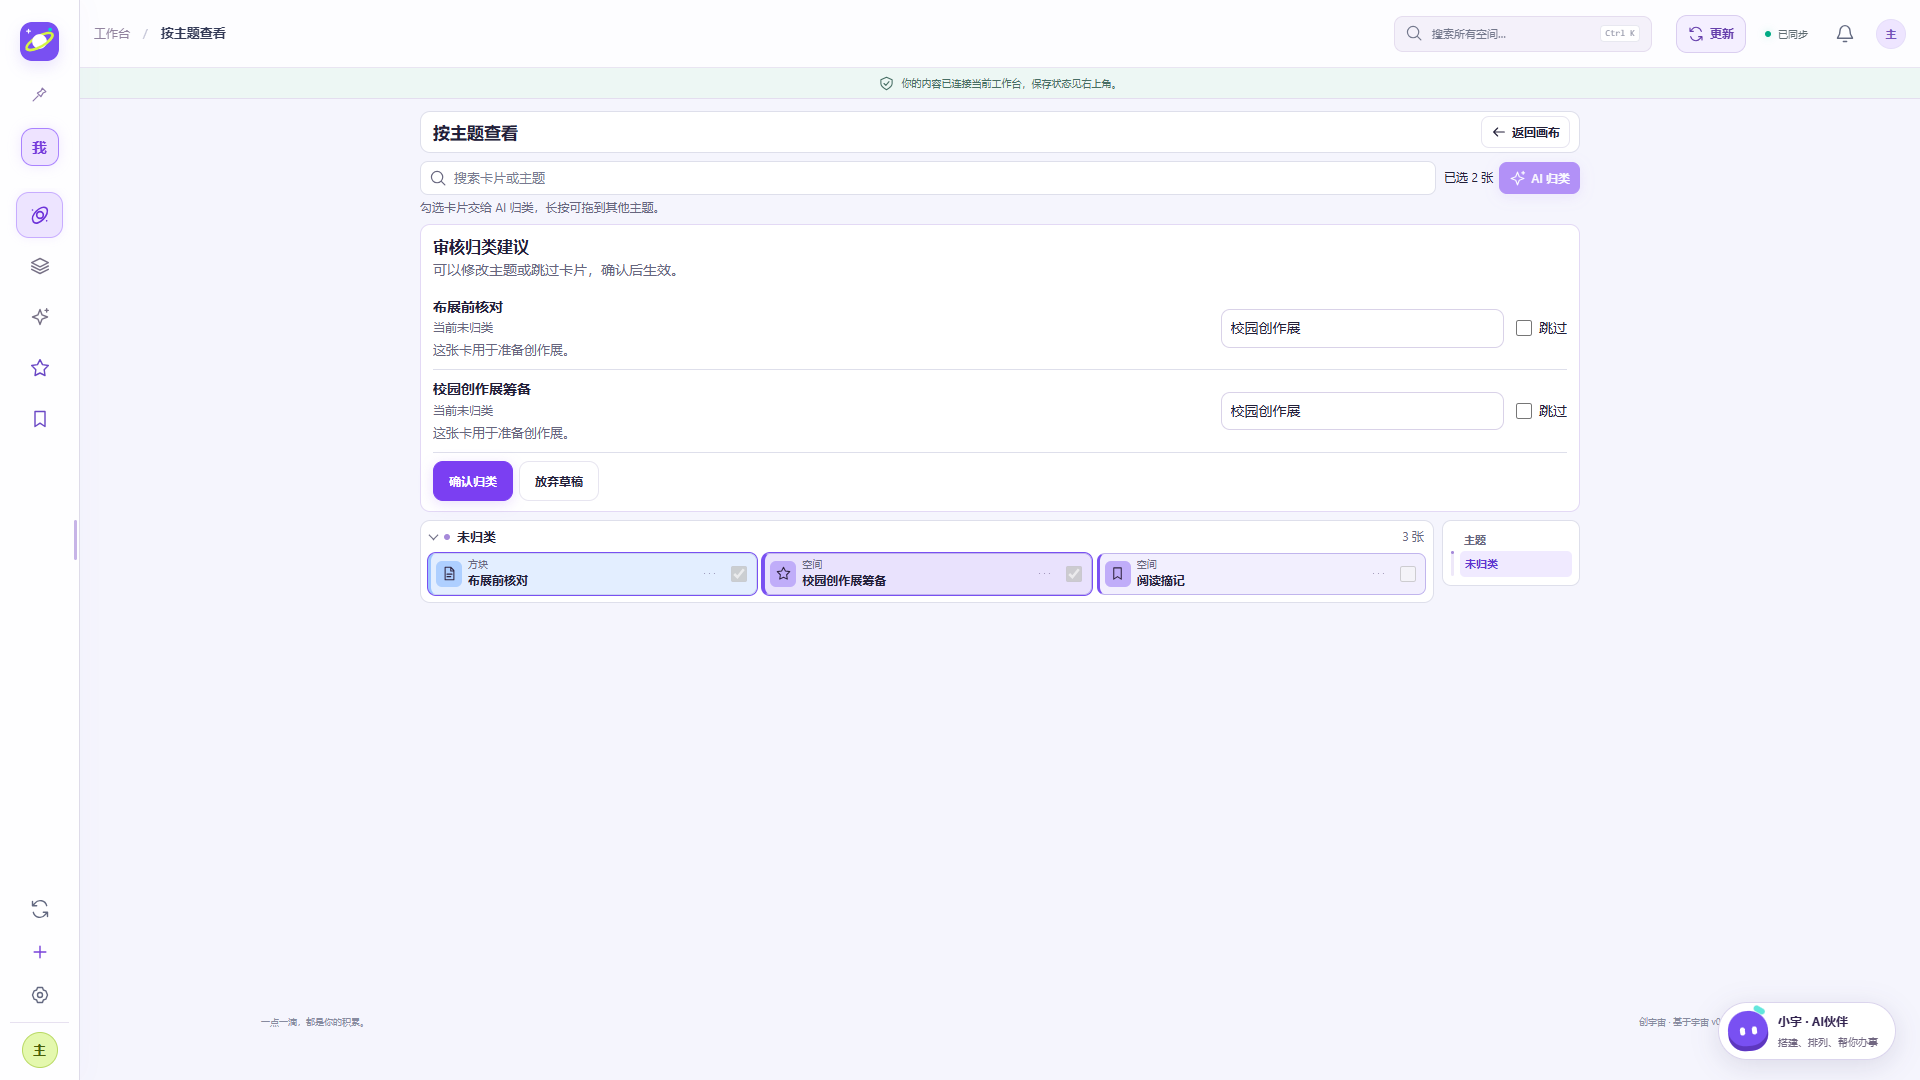 工作台 / 按主题查看
搜索所有空间...
Ctrl K
更新
已同步
主
你的内容已连接当前工作台，保存状态见右上角。
我
按主题查看
返回画布
搜索卡片或主题
已选 2 张
AI 归类
勾选卡片交给 AI 归类，长按可拖到其他主题。
审核归类建议
可以修改主题或跳过卡片，确认后生效。
布展前核对
当前未归类
这张卡用于准备创作展。
校园创作展
跳过
校园创作展筹备
当前未归类
这张卡用于准备创作展。
校园创作展
跳过
确认归类
放弃草稿
未归类
3 张
方块
布展前核对
空间
校园创作展筹备
空间
阅读摘记
主题
未归类
一点一滴，都是你的积累。
创宇宙 · 基于宇宙
小宇 · AI伙伴
搭建、排列、帮你办事
主